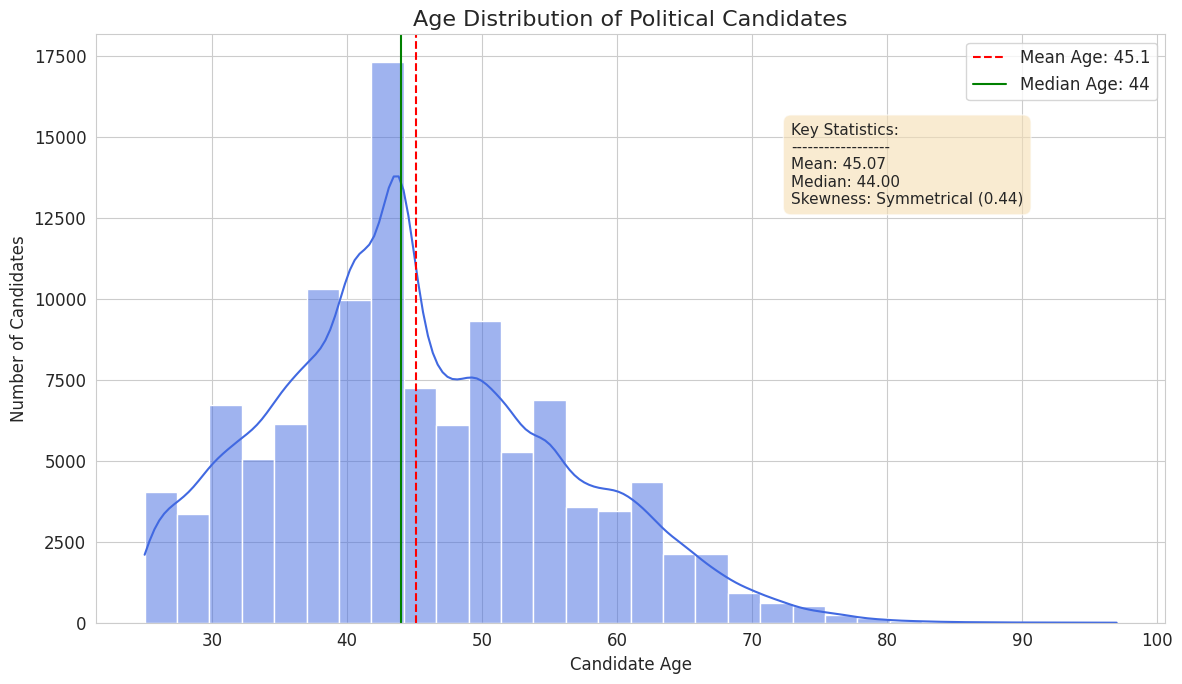 Age Distribution of Political Candidates
Mean Age: 45.1
Median Age: 44
Key Statistics:
------------------
Mean: 45.07
Median: 44.00
Skewness: Symmetrical (0.44)
Number of Candidates
17500
15000
12500
10000
7500
5000
2500
0
30 40 50 60 70 80 90 100
Candidate Age